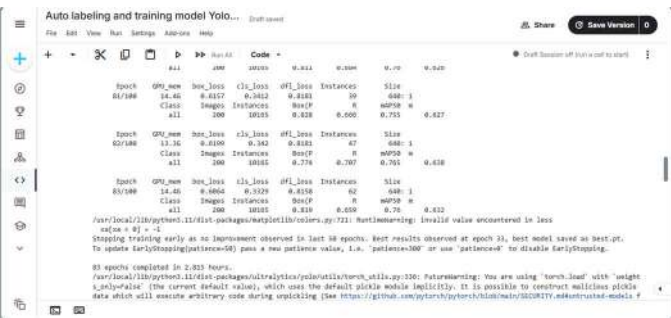 Auto labeling and training model Yolo... Draft saved
File Edit View Run Settings Add-ons Help
Share
Save Version 0
Run All Code
Draft Session off (run a cell to start)
all 200 10165 0.811 0.76
Epoch GPU_mem box_loss cls_loss dfl_loss Instances Size
81/100 14.4G 0.6157 0.3412 0.8181 39 640: 1
Class Images Instances Box(P R mAP50 m
all 200 10165 0.828 0.666 0.755 0.627
Epoch GPU_mem box_loss cls_loss dfl_loss Instances Size
82/100 13.3G 0.6199 0.342 0.8181 47 640: 1
Class Images Instances Box(P R mAP50 m
all 200 10165 0.774 0.707 0.765
Epoch GPU_mem box_loss cls_loss dfl_loss Instances Size
83/100 14.4G 0.6064 0.3329 0.8158 62 640: 1
Class Images Instances Box(P R mAP50 m
all 200 10165 0.819 0.659 0.76 0.632
/usr/local/lib/python3.11/dist-packages/matplotlib/colors.py:721: RuntimeWarning: invalid value encountered in less
xa[xa < 0] = -1
Stopping training early as no improvement observed in last 50 epochs. Best results observed at epoch 33, best model saved as best.pt.
To update EarlyStopping(patience=50) pass a new patience value, i.e. `patience=300` or use `patience=0` to disable EarlyStopping.
83 epochs completed in 2.015 hours.
/usr/local/lib/python3.11/dist-packages/ultralytics/yolo/utils/torch_utils.py:330: FutureWarning: You are using `torch.load` with `weight
s_only=False` (the current default value), which uses the default pickle module implicitly. It is possible to construct malicious pickle
data which will execute arbitrary code during unpickling (See https://github.com/pytorch/pytorch/blob/main/SECURITY.md#untrusted-models f